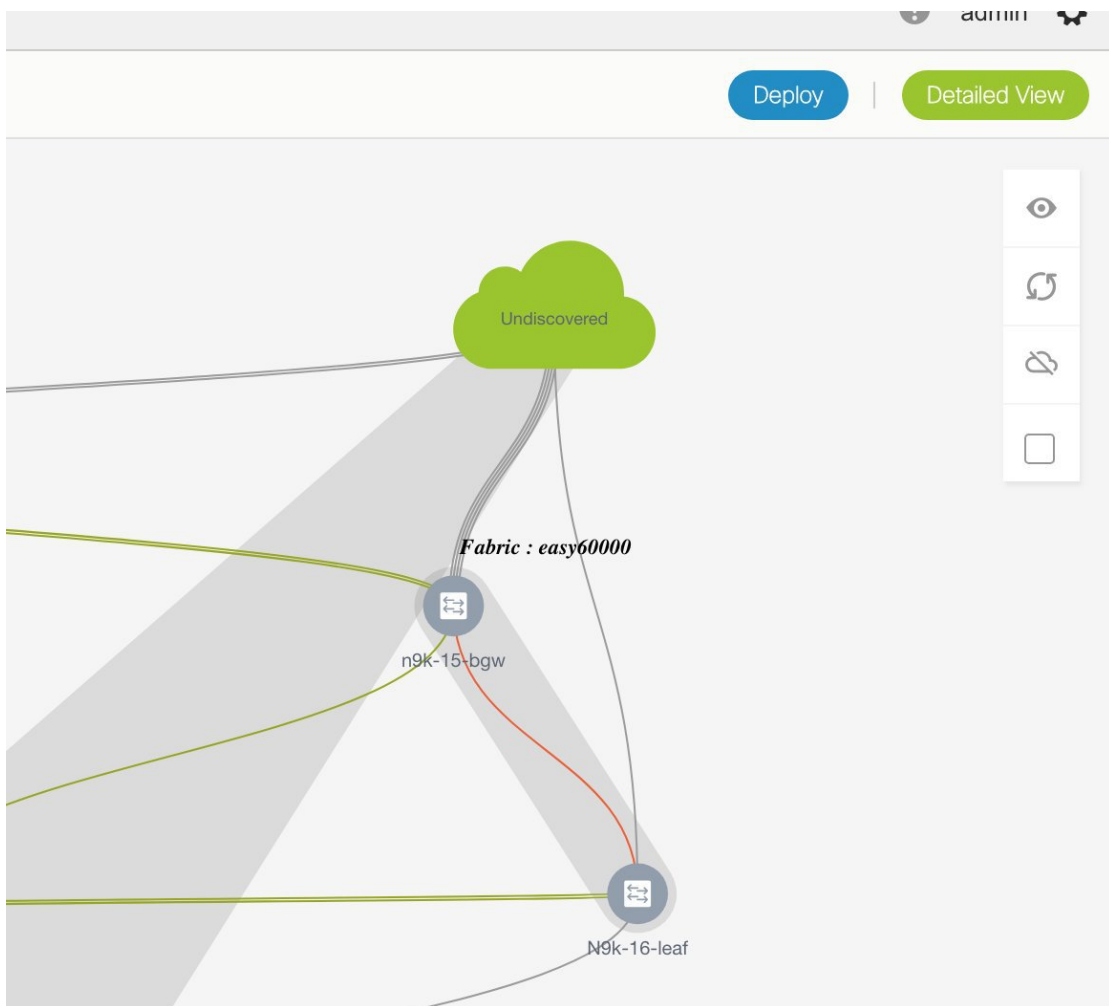 admin
Deploy
Detailed View
Undiscovered
Fabric : easy60000
n9k-15-bgw
N9k-16-leaf